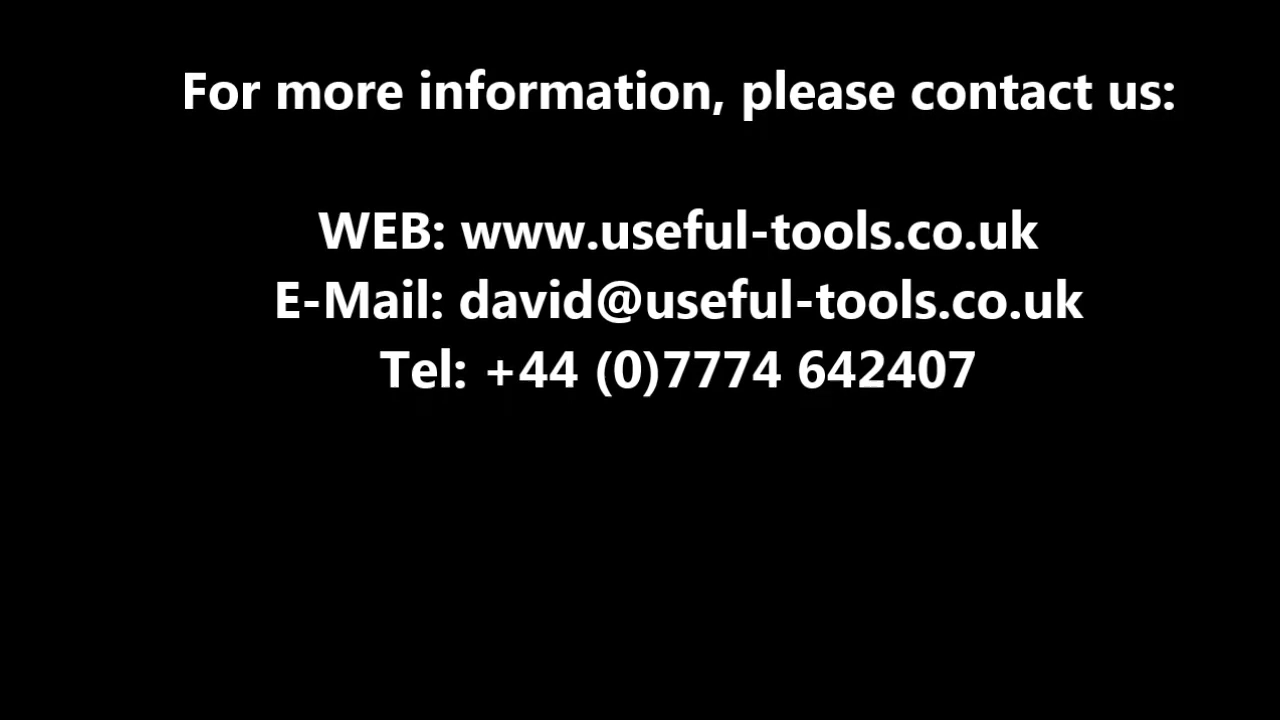 For more information, please contact us:
WEB: www.useful-tools.co.uk
E-Mail: david@useful-tools.co.uk
Tel: +44 (0)7774 642407